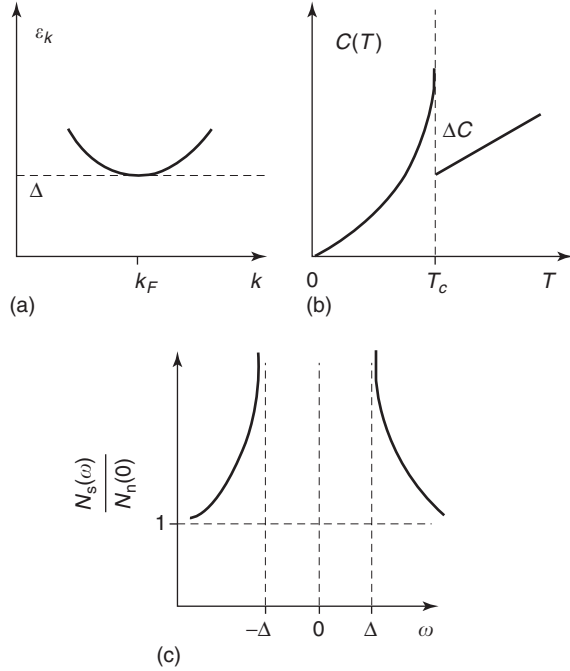 ε_k
Δ
k_F
k
(a)
C(T)
ΔC
0
T_c
T
(b)
N_s(ω)
N_n(0)
1
−Δ
0
Δ
ω
(c)